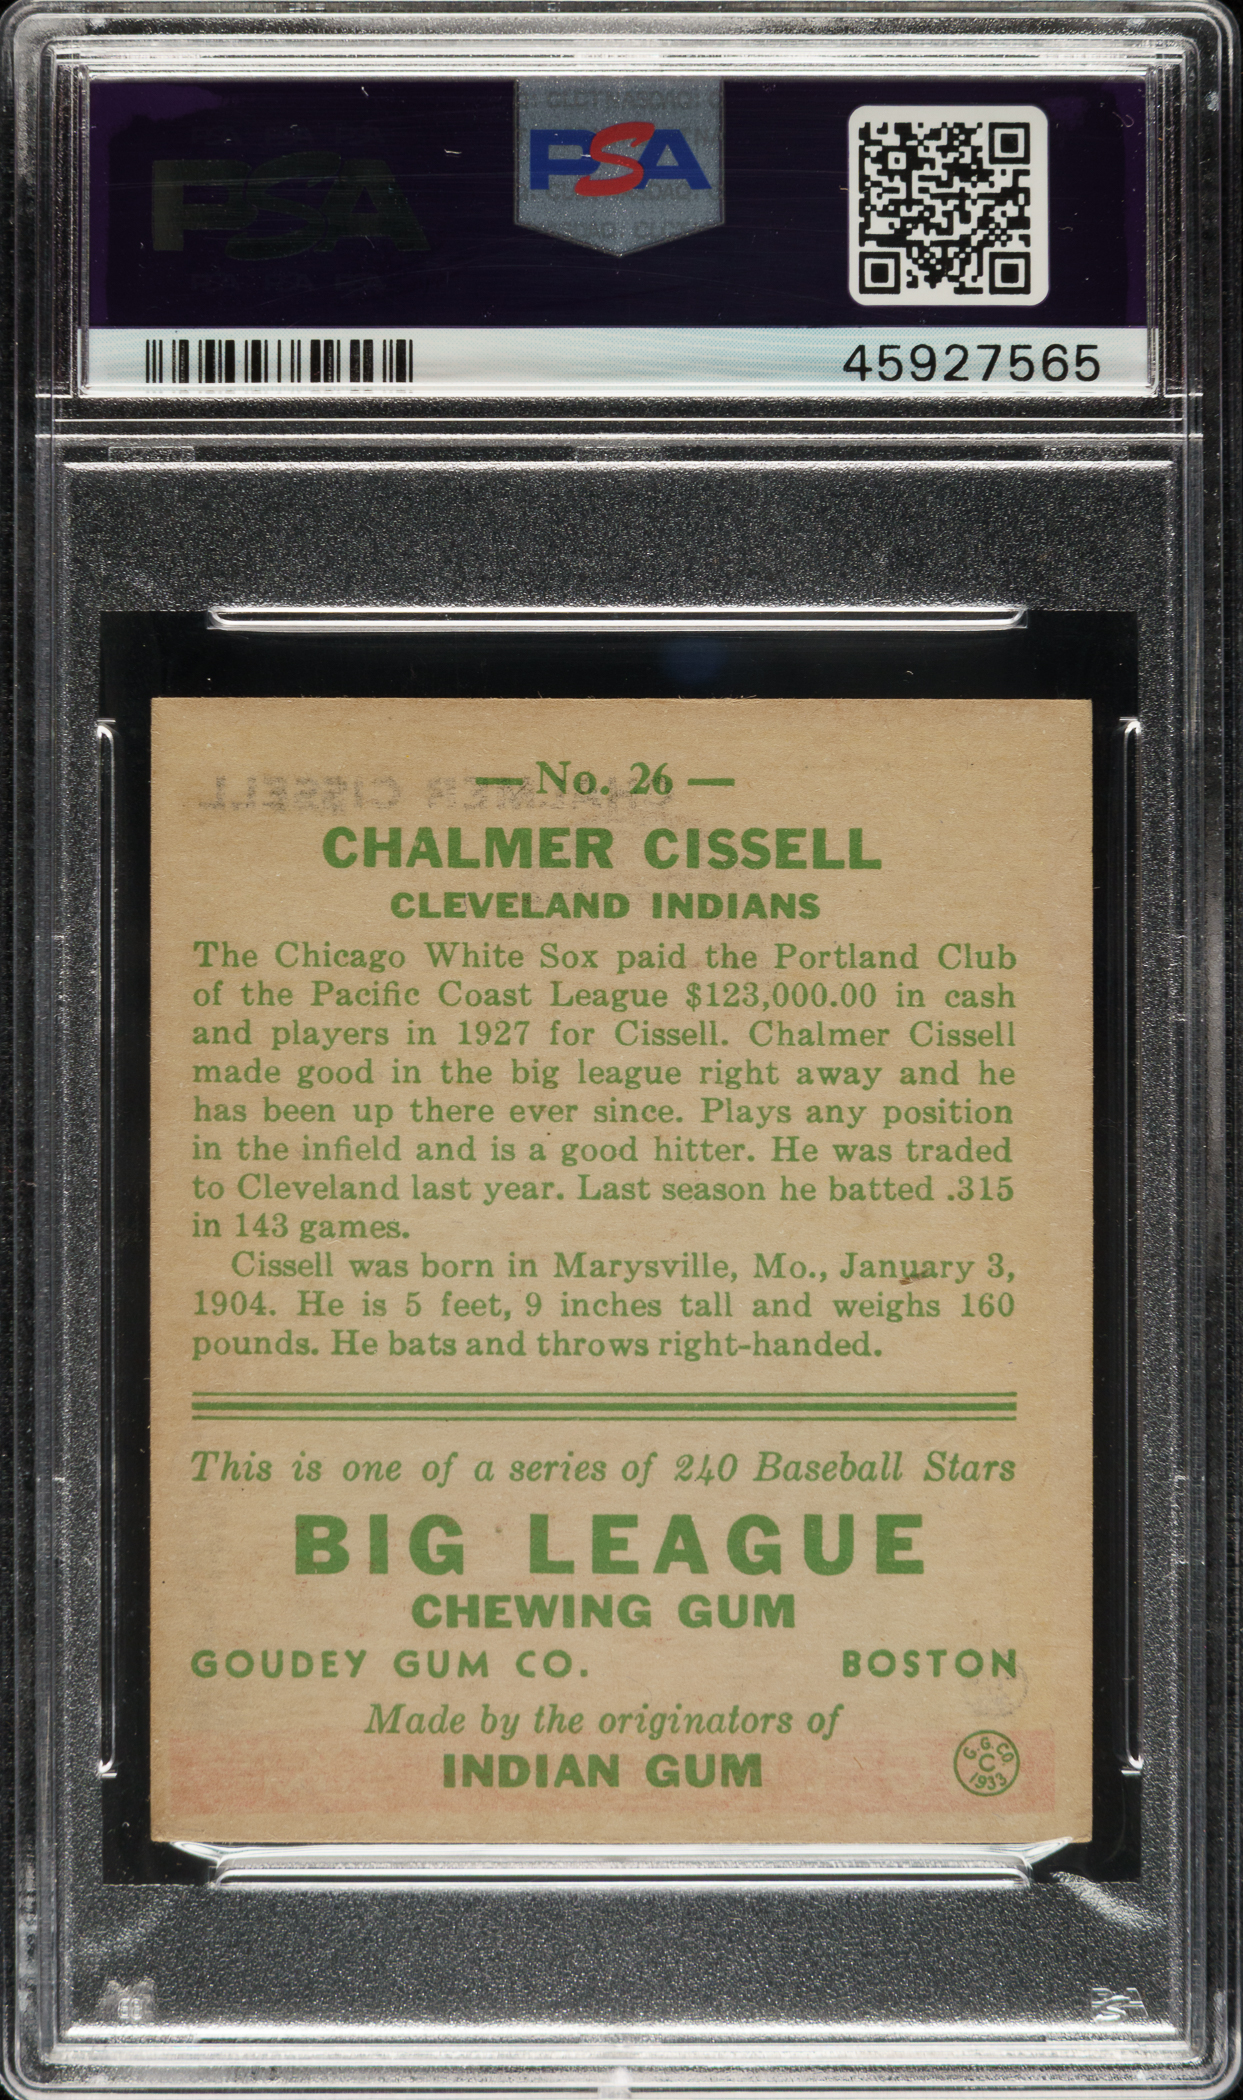 PSA
PSA
45927565
CHALMER CISSELL
— No. 26 —
CHALMER CISSELL
CLEVELAND INDIANS
The Chicago White Sox paid the Portland Club
of the Pacific Coast League $123,000.00 in cash
and players in 1927 for Cissell. Chalmer Cissell
made good in the big league right away and he
has been up there ever since. Plays any position
in the infield and is a good hitter. He was traded
to Cleveland last year. Last season he batted .315
in 143 games.
Cissell was born in Marysville, Mo., January 3,
1904. He is 5 feet, 9 inches tall and weighs 160
pounds. He bats and throws right-handed.
This is one of a series of 240 Baseball Stars
BIG LEAGUE
CHEWING GUM
GOUDEY GUM CO. BOSTON
Made by the originators of
INDIAN GUM
G.G.CO.
C
1933
PSA